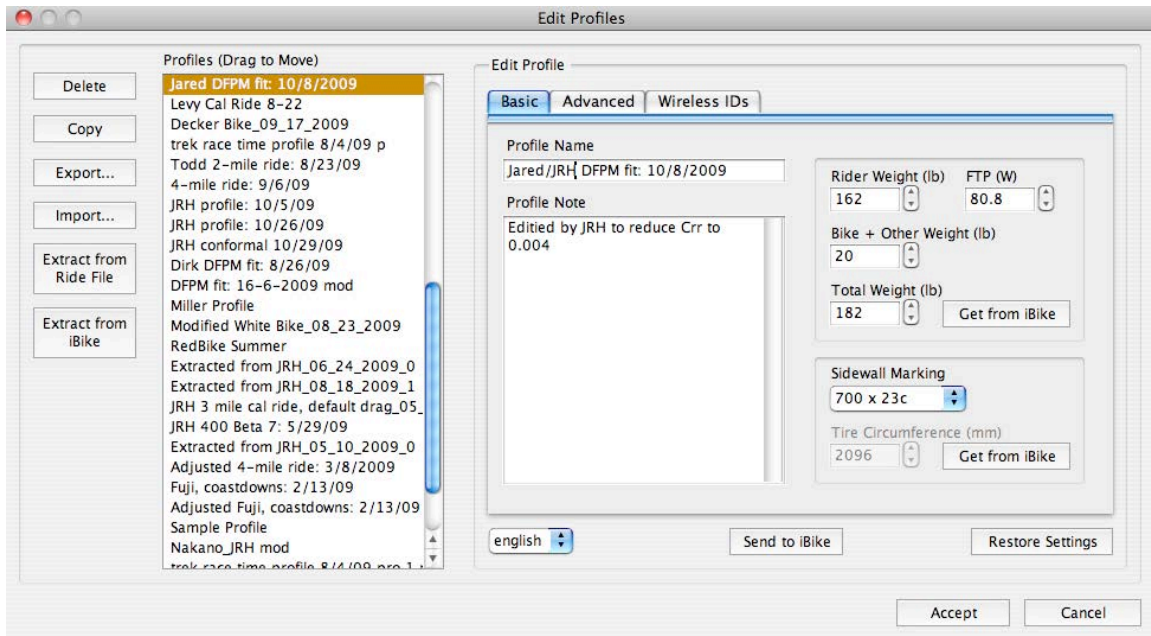 Edit Profiles
Delete
Copy
Export...
Import...
Extract from
Ride File
Extract from
iBike
Profiles (Drag to Move)
Jared DFPM fit: 10/8/2009
Levy Cal Ride 8-22
Decker Bike_09_17_2009
trek race time profile 8/4/09 p
Todd 2-mile ride: 8/23/09
4-mile ride: 9/6/09
JRH profile: 10/5/09
JRH profile: 10/26/09
JRH conformal 10/29/09
Dirk DFPM fit: 8/26/09
DFPM fit: 16-6-2009 mod
Miller Profile
Modified White Bike_08_23_2009
RedBike Summer
Extracted from JRH_06_24_2009_0
Extracted from JRH_08_18_2009_1
JRH 3 mile cal ride, default drag_05_
JRH 400 Beta 7: 5/29/09
Extracted from JRH_05_10_2009_0
Adjusted 4-mile ride: 3/8/2009
Fuji, coastdowns: 2/13/09
Adjusted Fuji, coastdowns: 2/13/09
Sample Profile
Nakano_JRH mod
trek race time profile 8/4/09 pro 1
Edit Profile
Basic Advanced Wireless IDs
Profile Name
Jared/JRH DFPM fit: 10/8/2009
Profile Note
Editied by JRH to reduce Crr to
0.004
Rider Weight (lb) FTP (W)
162 80.8
Bike + Other Weight (lb)
20
Total Weight (lb)
182 Get from iBike
Sidewall Marking
700 x 23c
Tire Circumference (mm)
2096 Get from iBike
english Send to iBike Restore Settings
Accept Cancel